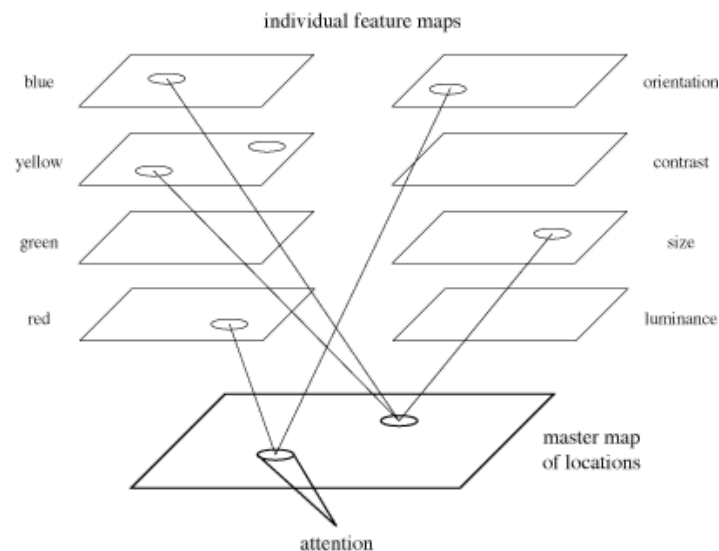 individual feature maps
blue
orientation
yellow
contrast
green
size
red
luminance
master map
of locations
attention